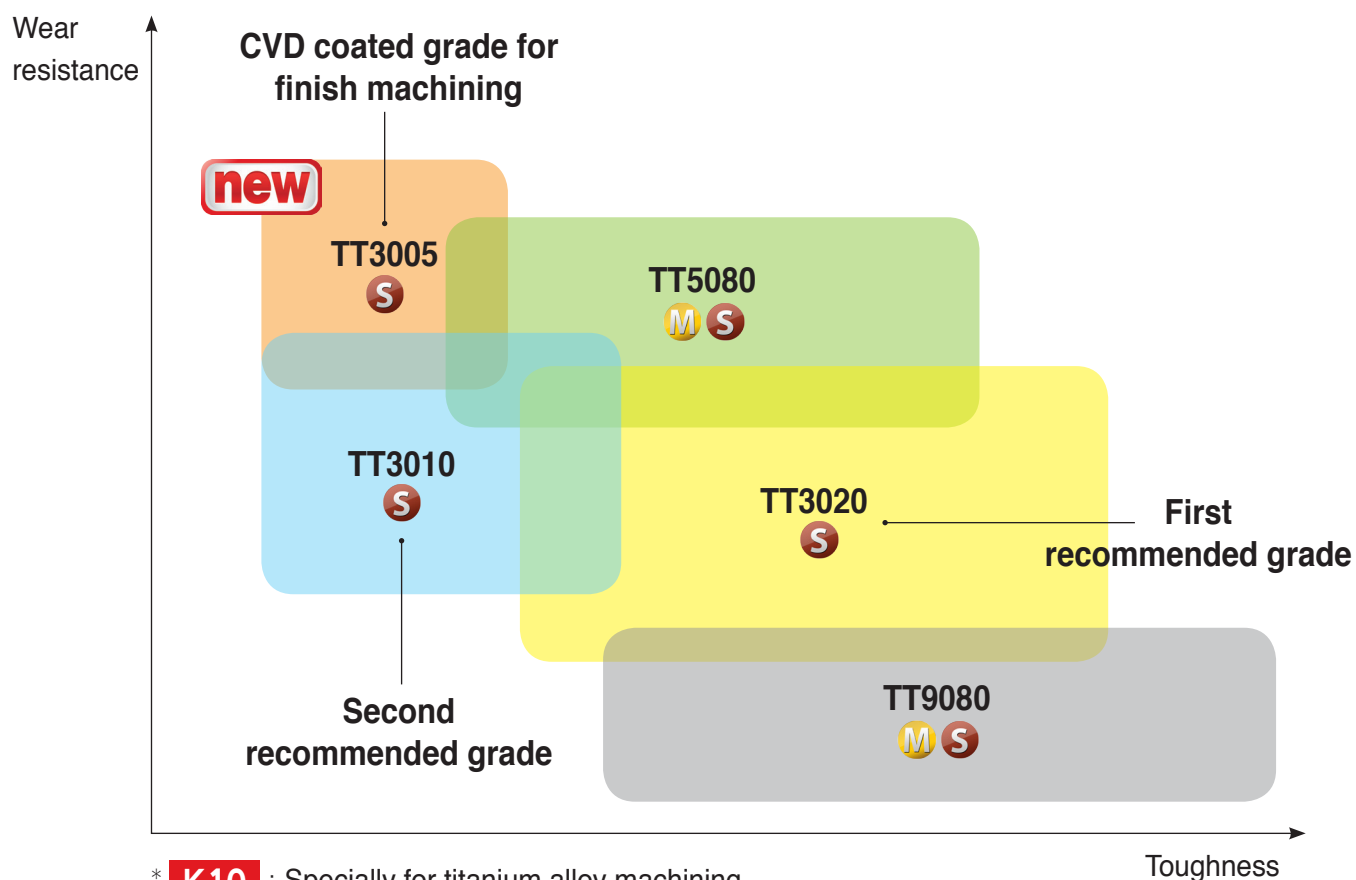 Wear
resistance
CVD coated grade for
finish machining
new
TT3005
S
TT5080
M S
TT3010
S
TT3020
S
First
recommended grade
Second
recommended grade
TT9080
M S
Toughness
* K10 : Specially for titanium alloy machining